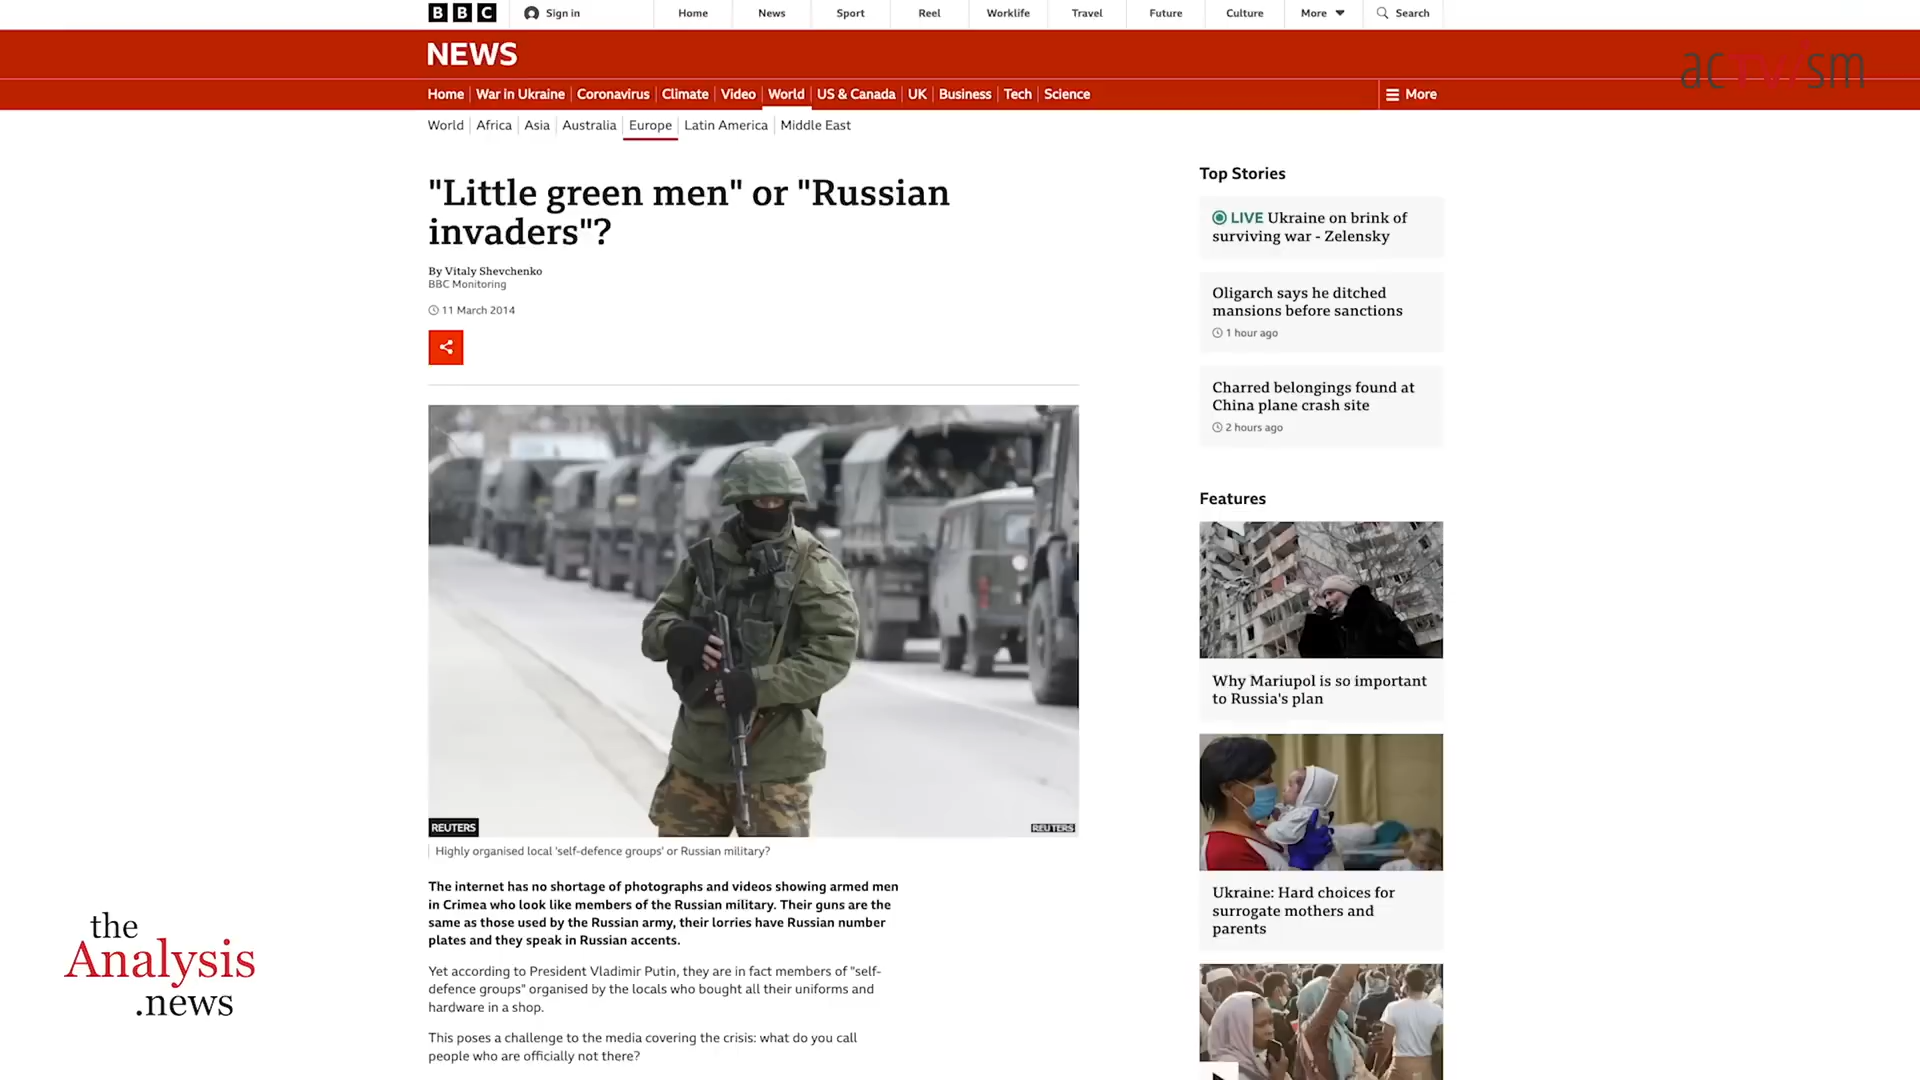 BBC
Sign in
Home
News
Sport
Reel
Worklife
Travel
Future
Culture
More
Search
NEWS
acTVism
Home
War in Ukraine
Coronavirus
Climate
Video
World
US & Canada
UK
Business
Tech
Science
More
World
Africa
Asia
Australia
Europe
Latin America
Middle East
"Little green men" or "Russian
invaders"?
By Vitaly Shevchenko
BBC Monitoring
11 March 2014
REUTERS
REUTERS
Highly organised local 'self-defence groups' or Russian military?
The internet has no shortage of photographs and videos showing armed men
in Crimea who look like members of the Russian military. Their guns are the
same as those used by the Russian army, their lorries have Russian number
plates and they speak in Russian accents.
Yet according to President Vladimir Putin, they are in fact members of "self-
defence groups" organised by the locals who bought all their uniforms and
hardware in a shop.
This poses a challenge to the media covering the crisis: what do you call
people who are officially not there?
Top Stories
LIVE Ukraine on brink of
surviving war - Zelensky
Oligarch says he ditched
mansions before sanctions
1 hour ago
Charred belongings found at
China plane crash site
2 hours ago
Features
Why Mariupol is so important
to Russia's plan
Ukraine: Hard choices for
surrogate mothers and
parents
the
Analysis
.news